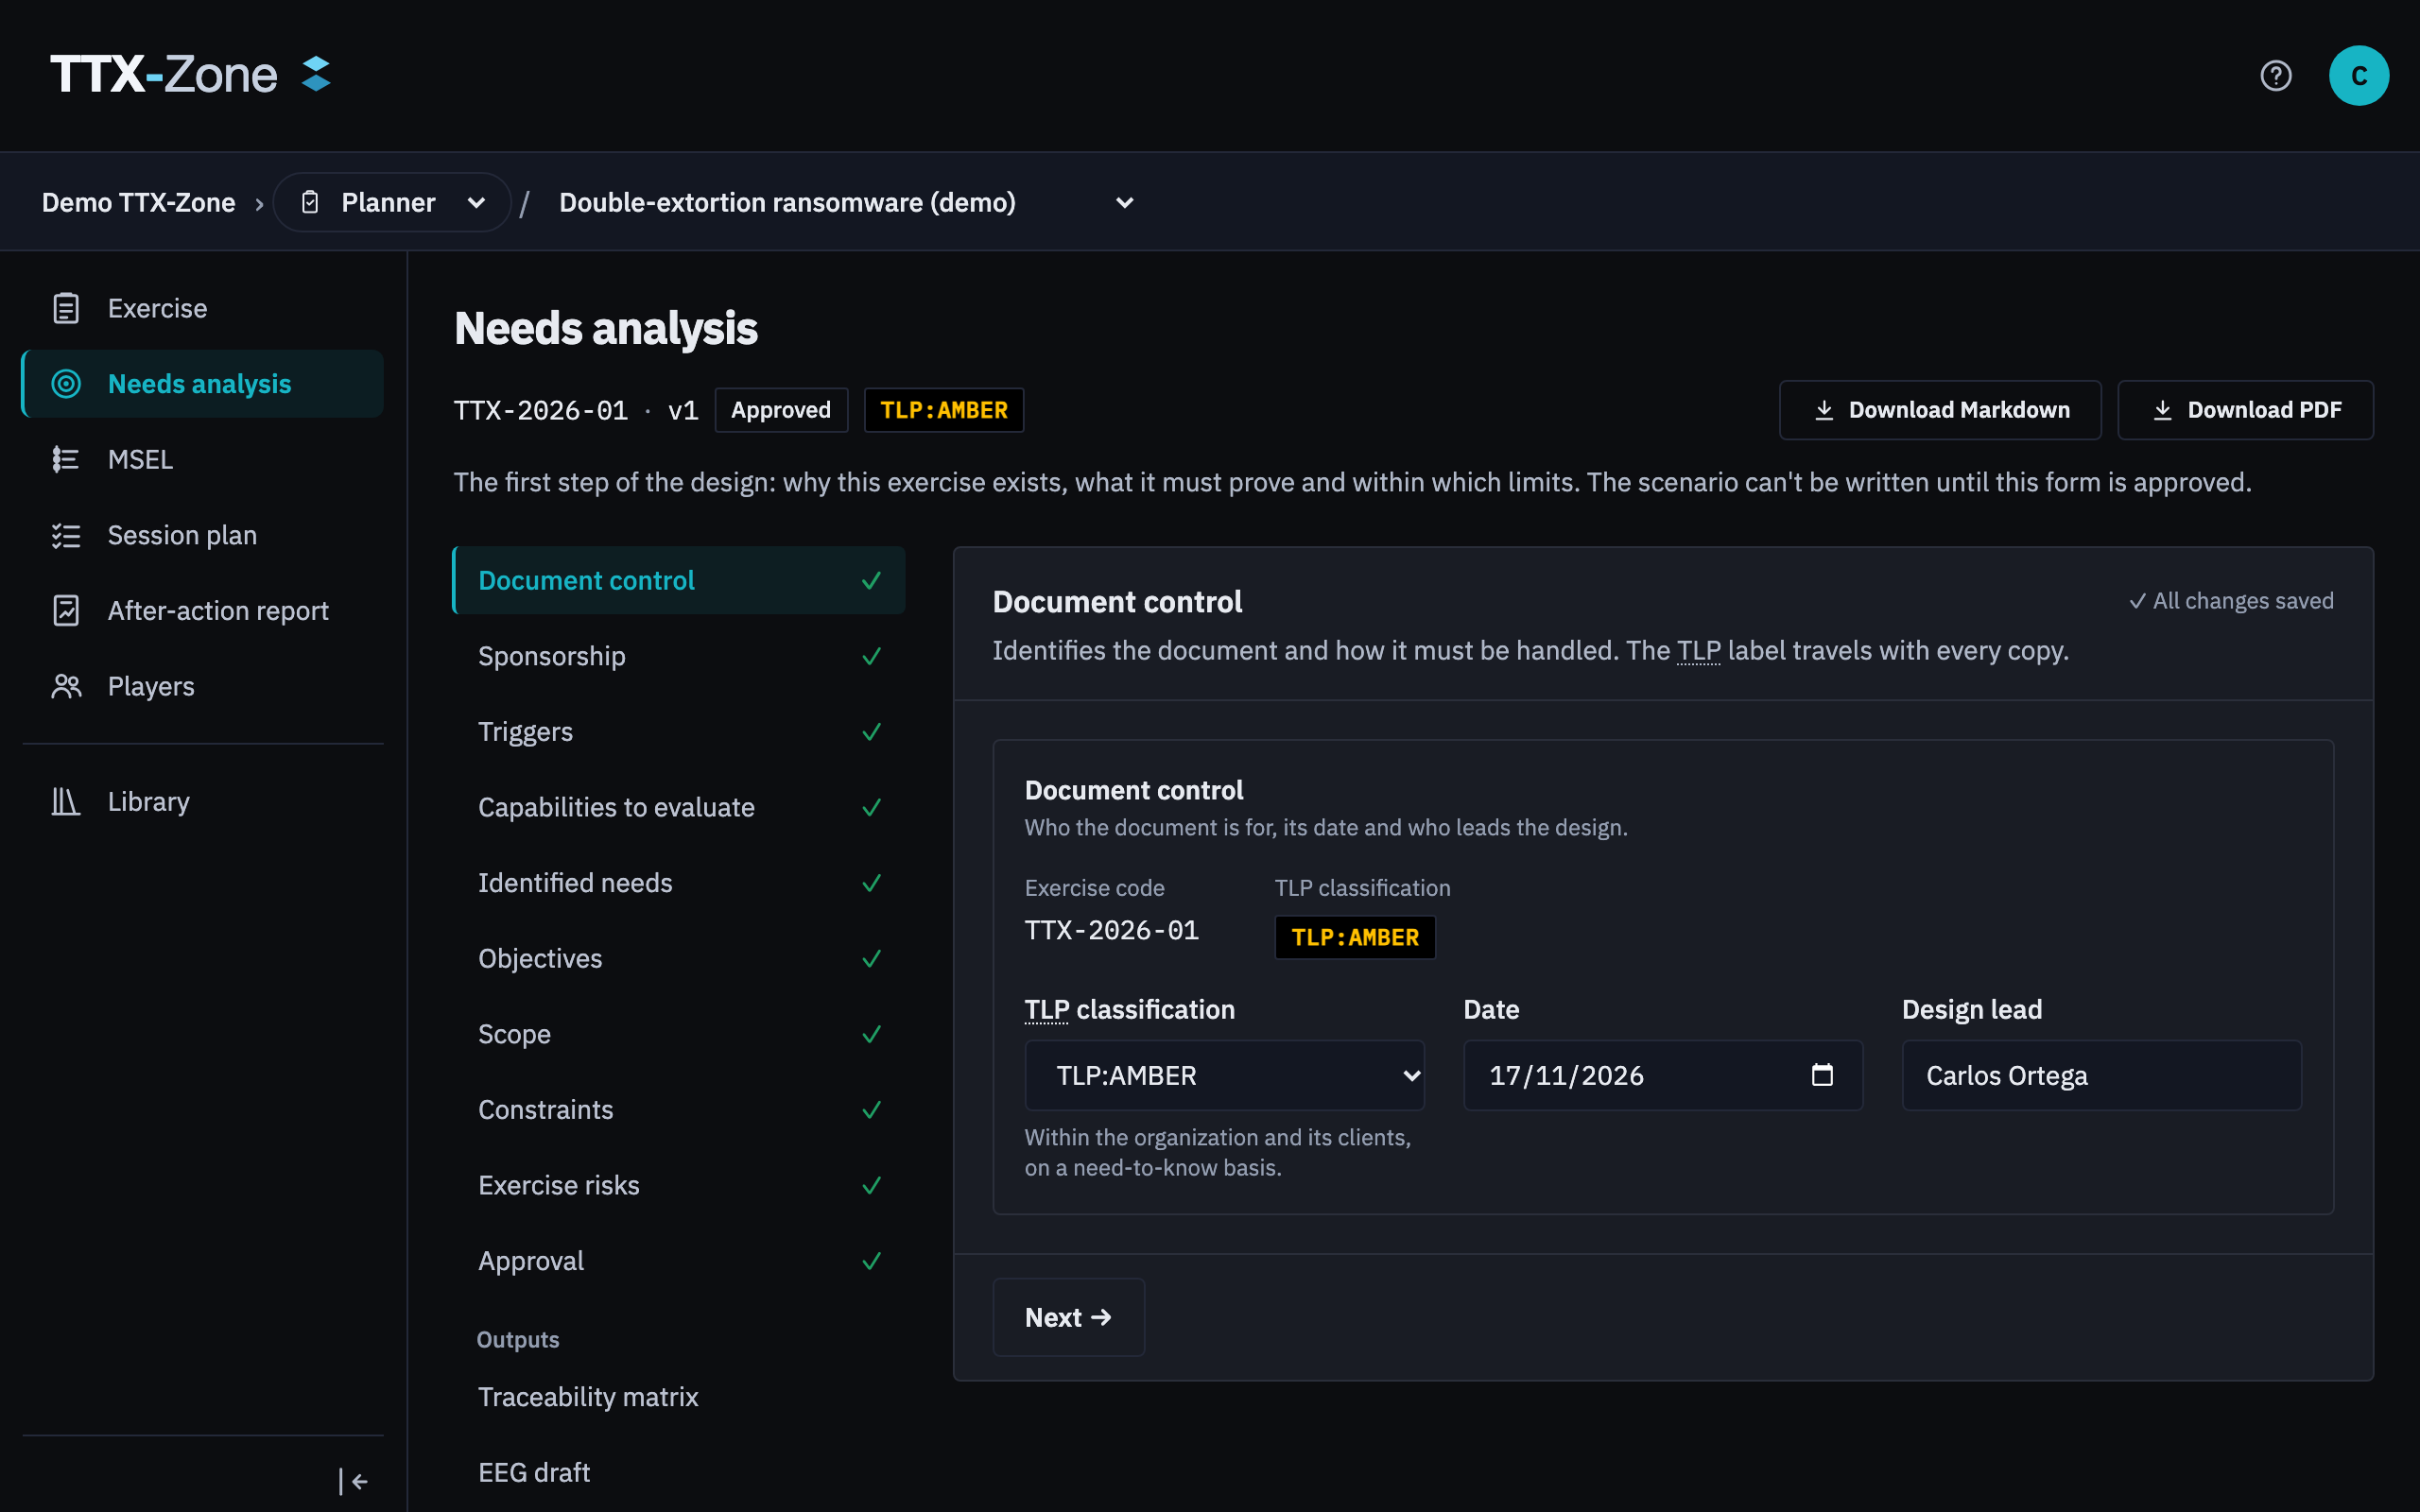 TTX-Zone
C
Demo TTX-Zone › Planner / Double-extortion ransomware (demo)
Exercise
Needs analysis
MSEL
Session plan
After-action report
Players
Library
Needs analysis
TTX-2026-01 · v1 Approved TLP:AMBER
Download Markdown Download PDF
The first step of the design: why this exercise exists, what it must prove and within which limits. The scenario can't be written until this form is approved.
Document control
Sponsorship
Triggers
Capabilities to evaluate
Identified needs
Objectives
Scope
Constraints
Exercise risks
Approval
Outputs
Traceability matrix
EEG draft
Document control
✓ All changes saved
Identifies the document and how it must be handled. The TLP label travels with every copy.
Document control
Who the document is for, its date and who leads the design.
Exercise code TLP classification
TTX-2026-01 TLP:AMBER
TLP classification Date Design lead
TLP:AMBER 17/11/2026 Carlos Ortega
Within the organization and its clients,
on a need-to-know basis.
Next →